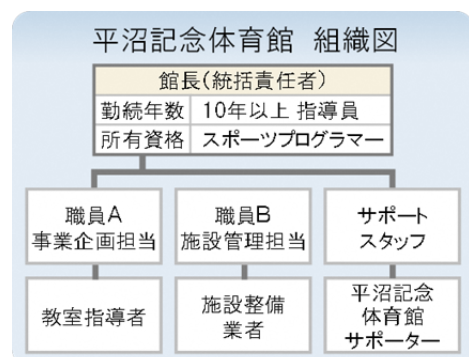 平沼記念体育館 組織図
館長(統括責任者)
勤続年数 10年以上 指導員
所有資格 スポーツプログラマー
職員A
事業企画担当
職員B
施設管理担当
サポート
スタッフ
教室指導者
施設整備
業者
平沼記念
体育館
サポーター